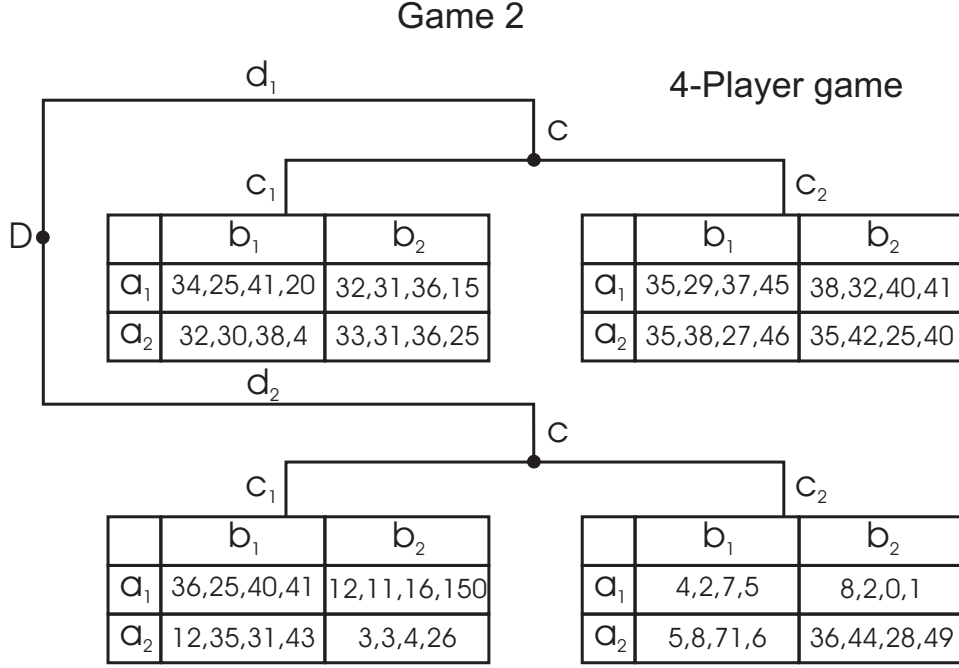 Game 2
d₁
4-Player game
C
c₁ c₂
D
b₁ b₂ b₁ b₂
a₁ 34,25,41,20 32,31,36,15 a₁ 35,29,37,45 38,32,40,41
a₂ 32,30,38,4 33,31,36,25 a₂ 35,38,27,46 35,42,25,40
d₂
C
c₁ c₂
b₁ b₂ b₁ b₂
a₁ 36,25,40,41 12,11,16,150 a₁ 4,2,7,5 8,2,0,1
a₂ 12,35,31,43 3,3,4,26 a₂ 5,8,71,6 36,44,28,49